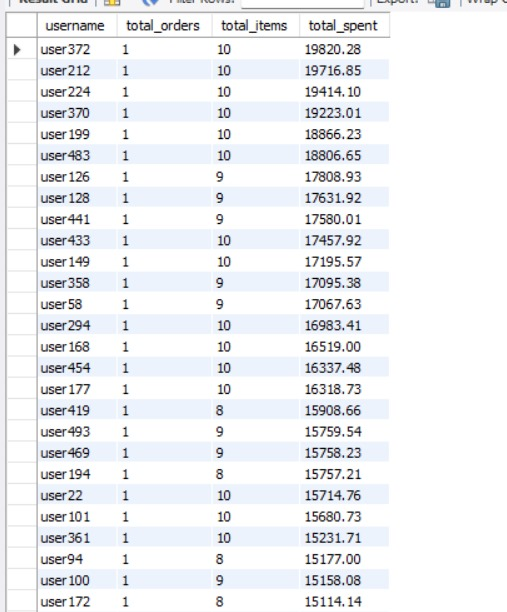 Result Grid Filter Rows: Export: Wrap
username total_orders total_items total_spent
user372 1 10 19820.28
user212 1 10 19716.85
user224 1 10 19414.10
user370 1 10 19223.01
user199 1 10 18866.23
user483 1 10 18806.65
user126 1 9 17808.93
user128 1 9 17631.92
user441 1 9 17580.01
user433 1 10 17457.92
user149 1 10 17195.57
user358 1 9 17095.38
user58 1 9 17067.63
user294 1 10 16983.41
user168 1 10 16519.00
user454 1 10 16337.48
user177 1 10 16318.73
user419 1 8 15908.66
user493 1 9 15759.54
user469 1 9 15758.23
user194 1 8 15757.21
user22 1 10 15714.76
user101 1 10 15680.73
user361 1 10 15231.71
user94 1 8 15177.00
user100 1 9 15158.08
user172 1 8 15114.14